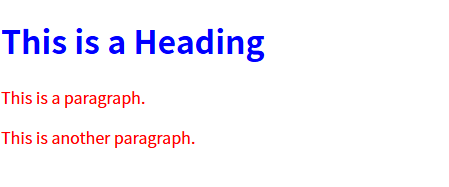 This is a Heading
This is a paragraph.
This is another paragraph.